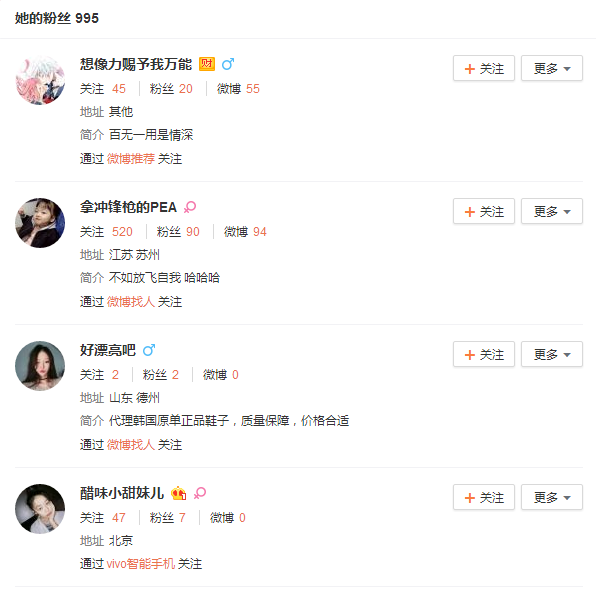 她的粉丝 995
想像力赐予我万能 财
+ 关注 更多
关注 45 粉丝 20 微博 55
地址 其他
简介 百无一用是情深
通过 微博推荐 关注
拿冲锋枪的PEA
+ 关注 更多
关注 520 粉丝 90 微博 94
地址 江苏 苏州
简介 不如放飞自我 哈哈哈
通过 微博找人 关注
好漂亮吧
+ 关注 更多
关注 2 粉丝 2 微博 0
地址 山东 德州
简介 代理韩国原单正品鞋子，质量保障，价格合适
通过 微博找人 关注
醋味小甜妹儿
+ 关注 更多
关注 47 粉丝 7 微博 0
地址 北京
通过 vivo智能手机 关注